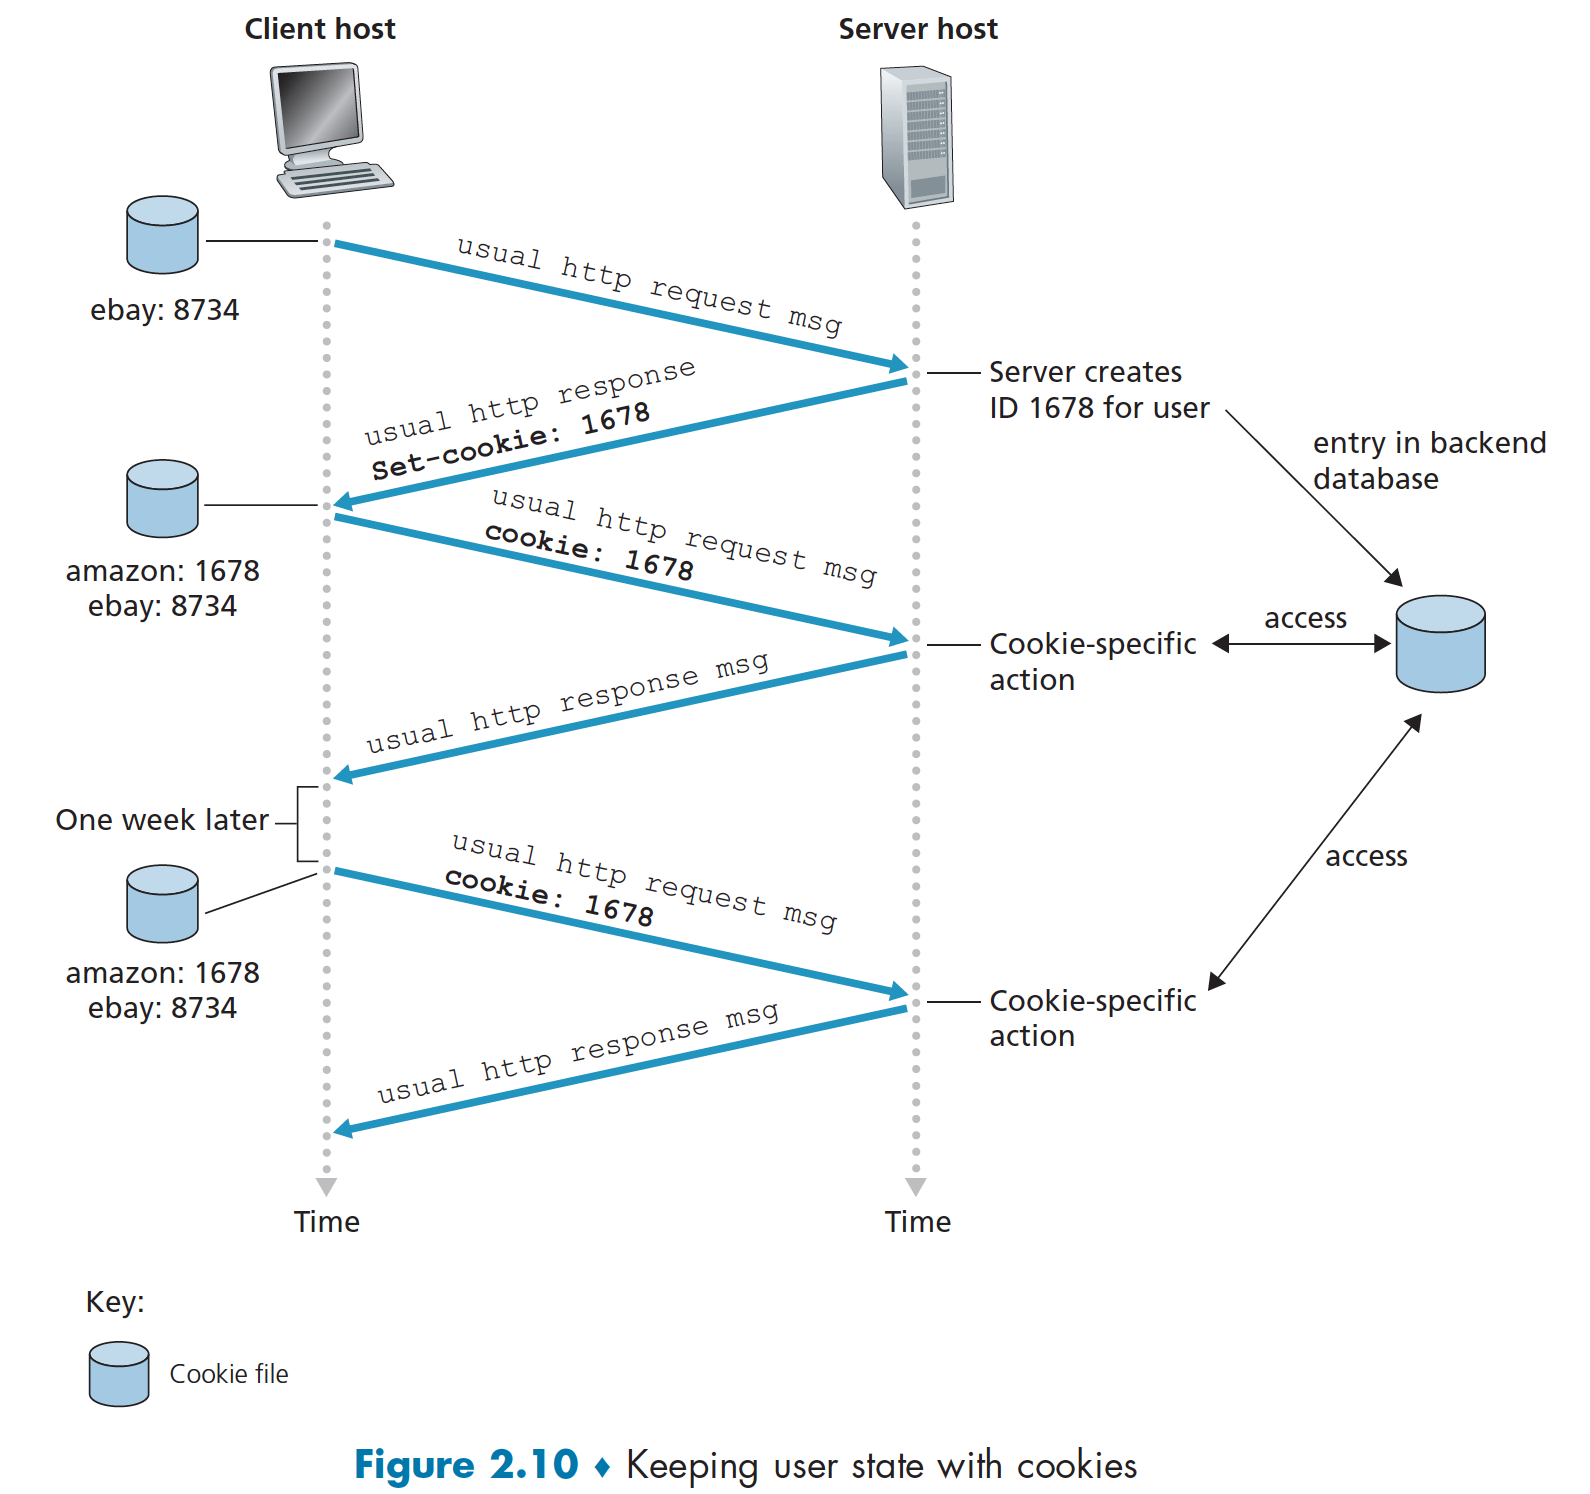 Client host
Server host
ebay: 8734
usual http request msg
Server creates
ID 1678 for user
entry in backend
database
usual http response
Set-cookie: 1678
amazon: 1678
ebay: 8734
usual http request msg
cookie: 1678
Cookie-specific
action
access
usual http response msg
One week later
access
usual http request msg
cookie: 1678
amazon: 1678
ebay: 8734
Cookie-specific
action
usual http response msg
Time
Time
Key:
Cookie file
Figure 2.10 ♦ Keeping user state with cookies